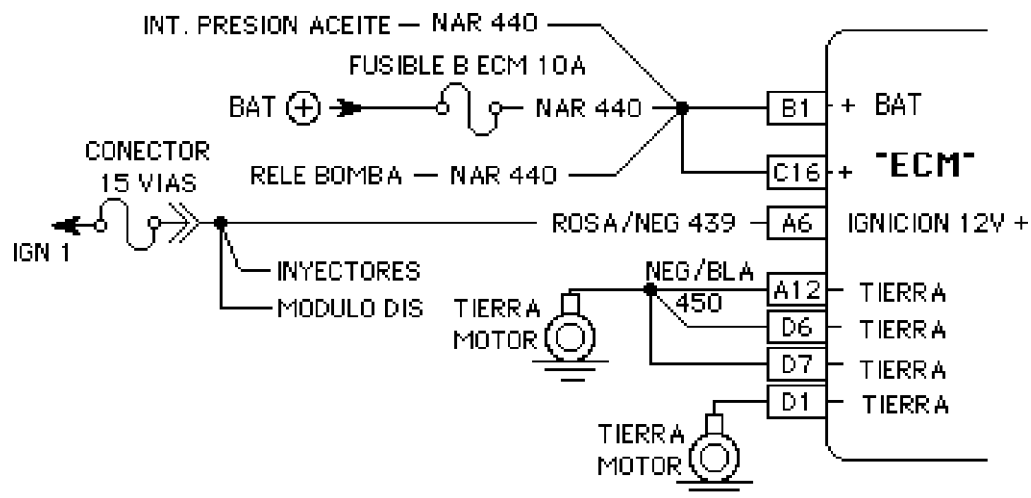 INT. PRESION ACEITE — NAR 440
FUSIBLE B ECM 10A
BAT + NAR 440 B1 + BAT
CONECTOR
15 VIAS
RELE BOMBA — NAR 440 C16 + "ECM"
IGN 1
ROSA/NEG 439 A6 IGNICION 12V +
INYECTORES
MODULO DIS
NEG/BLA
450
TIERRA
MOTOR
A12 TIERRA
D6 TIERRA
D7 TIERRA
D1 TIERRA
TIERRA
MOTOR